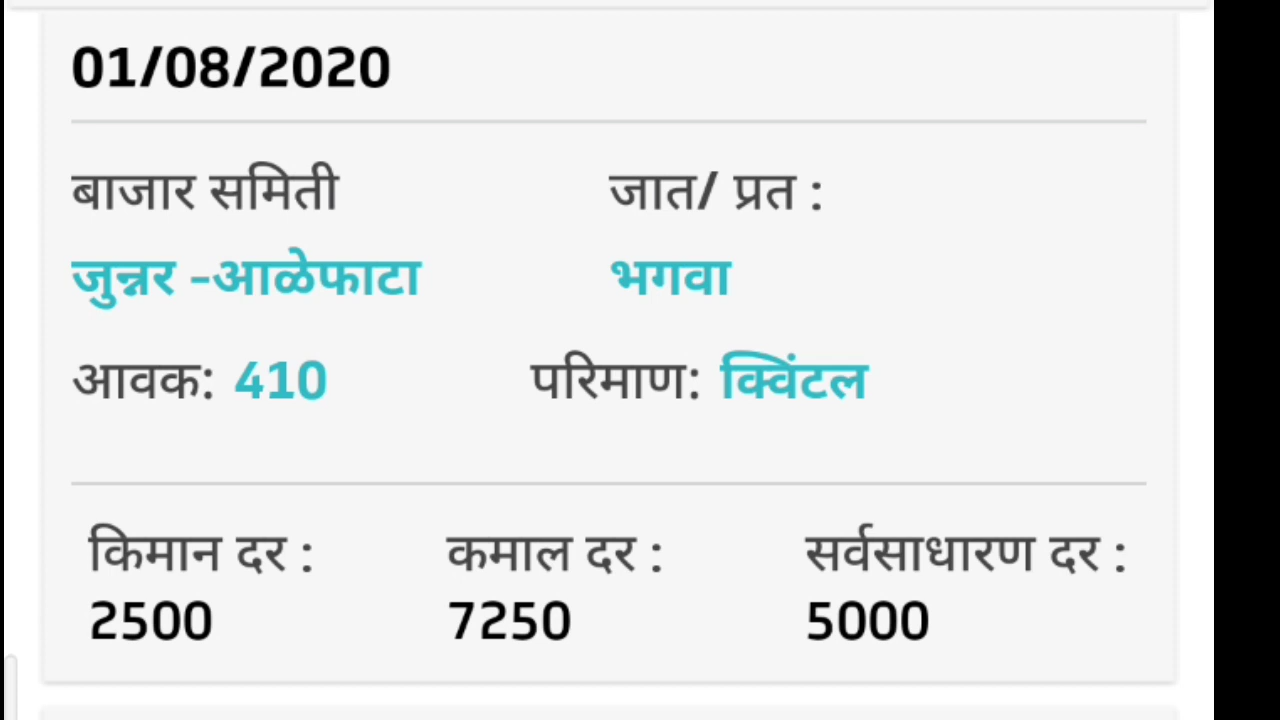 01/08/2020
बाजार समिती जात/ प्रत :
जुन्नर -आळेफाटा भगवा
आवक: 410 परिमाण: क्विंटल
किमान दर : कमाल दर : सर्वसाधारण दर :
2500 7250 5000